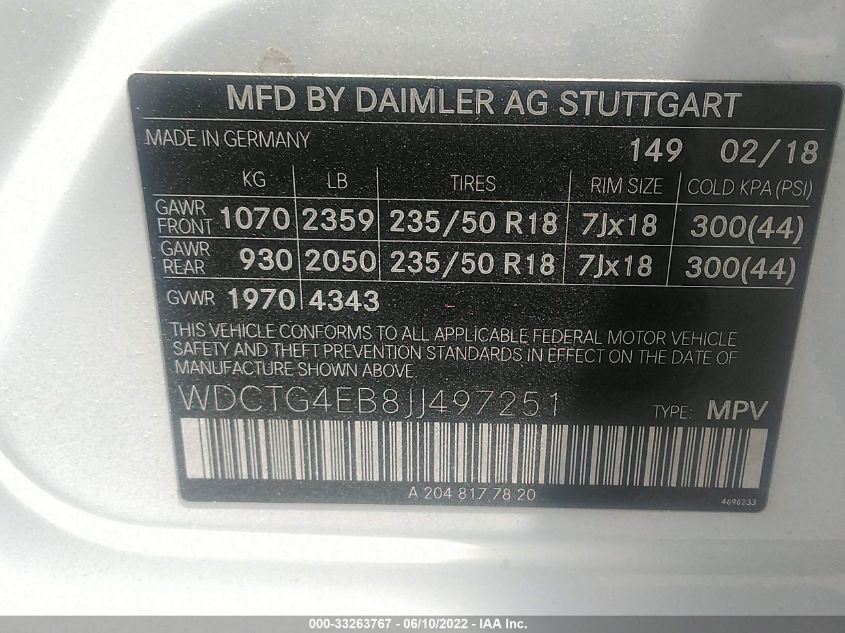 MFD BY DAIMLER AG STUTTGART
MADE IN GERMANY 149 02/18
KG LB TIRES RIM SIZE COLD KPA (PSI)
GAWR FRONT 1070 2359 235/50 R18 7Jx18 300(44)
GAWR REAR 930 2050 235/50 R18 7Jx18 300(44)
GVWR 1970 4343 -
THIS VEHICLE CONFORMS TO ALL APPLICABLE FEDERAL MOTOR VEHICLE
SAFETY AND THEFT PREVENTION STANDARDS IN EFFECT ON THE DATE OF
MANUFACTURE SHOWN ABOVE
WDCTG4EB8JJ497251 TYPE: MPV
A 204 817 78 20 4696233
000-33263767 - 06/10/2022 - IAA Inc.